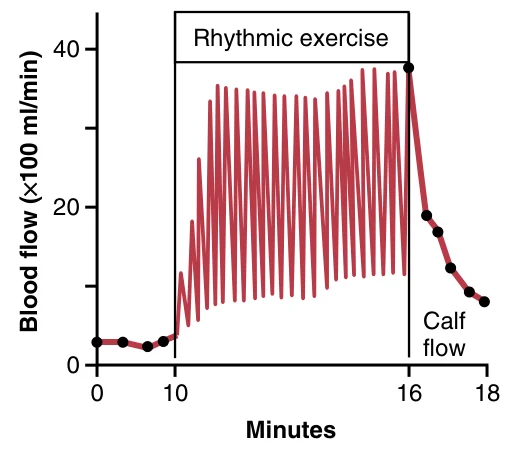 Rhythmic exercise
Blood flow (×100 ml/min)
40
20
0
Calf
flow
0
10
16
18
Minutes